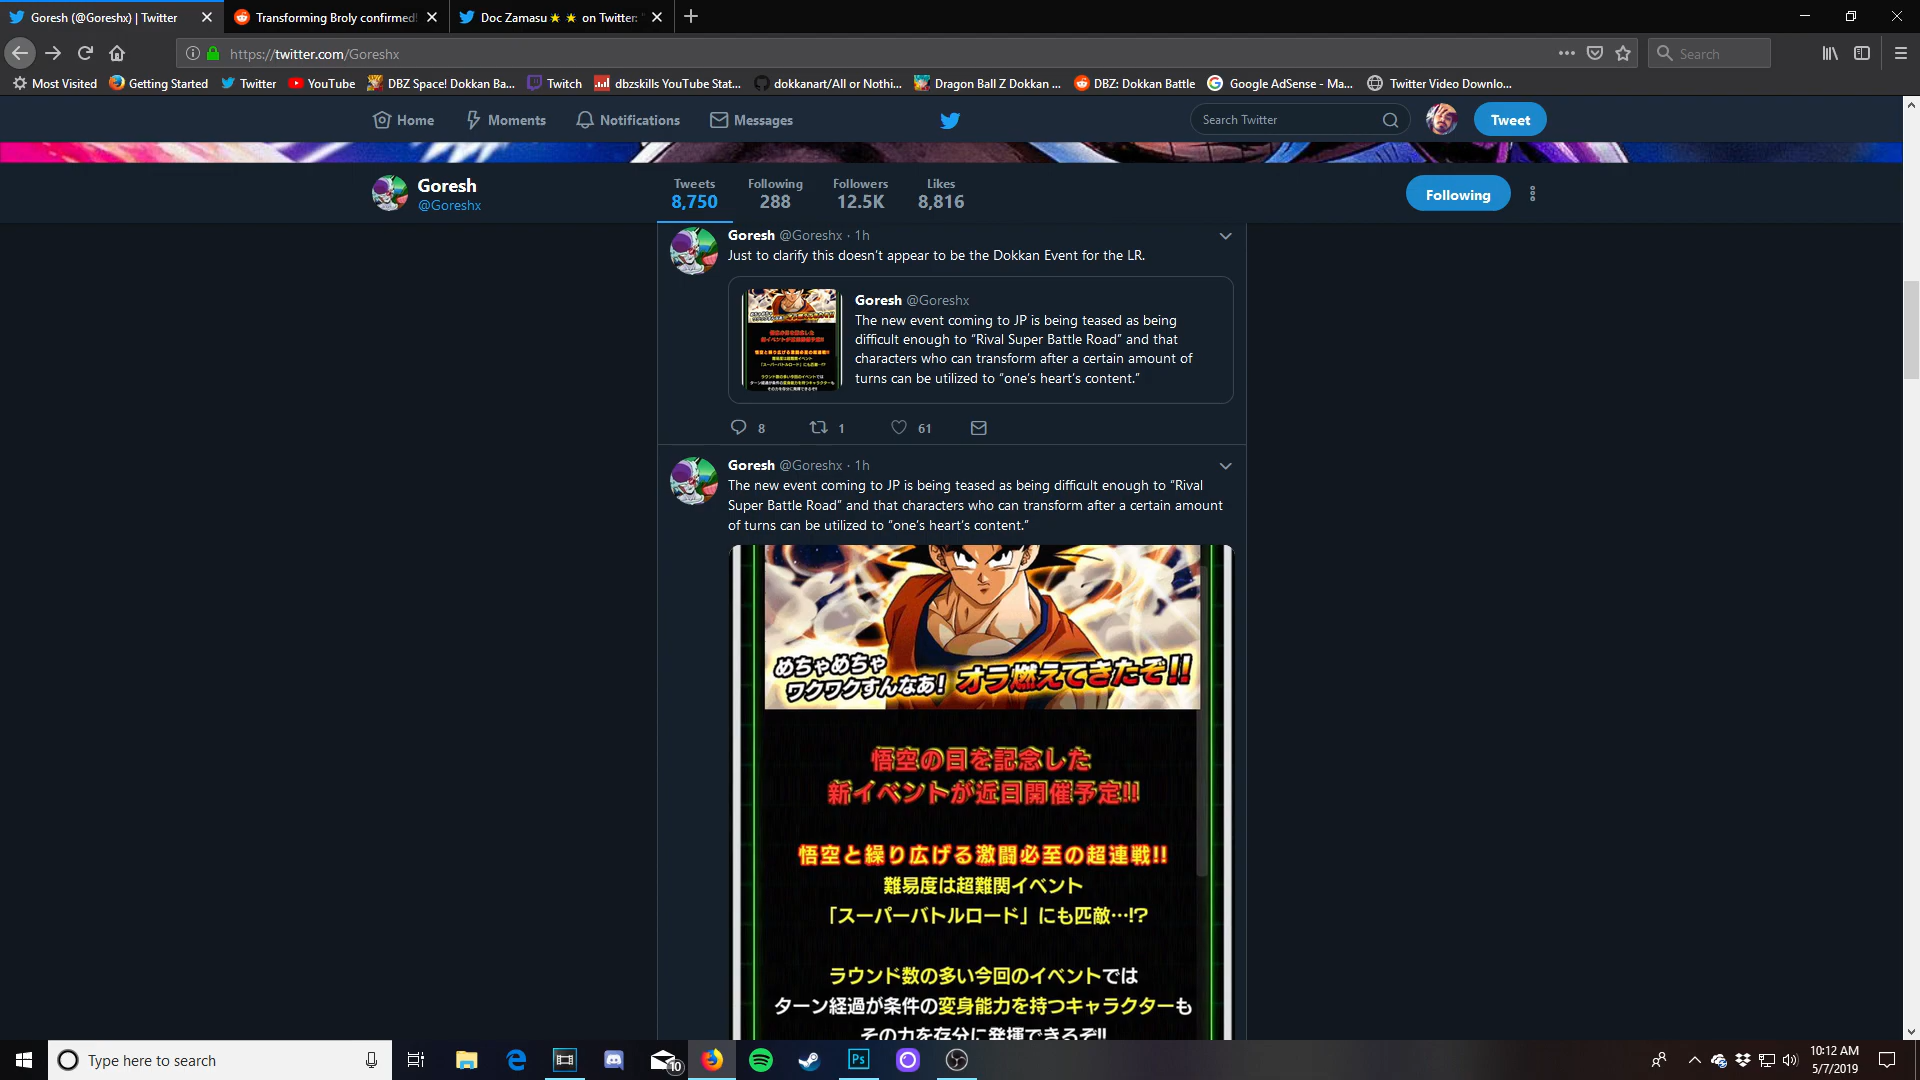 Goresh (@Goreshx) | Twitter
Transforming Broly confirmed!
Doc Zamasu ★ ★ on Twitter: "
https://twitter.com/Goreshx
Search
Most Visited
Getting Started
Twitter
YouTube
DBZ Space! Dokkan Ba...
Twitch
dbzskills YouTube Stat...
dokkanart/All or Nothi...
Dragon Ball Z Dokkan ...
DBZ: Dokkan Battle
Google AdSense - Ma...
Twitter Video Downlo...
Home
Moments
Notifications
Messages
Search Twitter
Tweet
Goresh
@Goreshx
Tweets
8,750
Following
288
Followers
12.5K
Likes
8,816
Following
Goresh @Goreshx · 1h
Just to clarify this doesn't appear to be the Dokkan Event for the LR.
Goresh @Goreshx
The new event coming to JP is being teased as being
difficult enough to “Rival Super Battle Road” and that
characters who can transform after a certain amount of
turns can be utilized to “one’s heart’s content.”
8
1
61
Goresh @Goreshx · 1h
The new event coming to JP is being teased as being difficult enough to “Rival
Super Battle Road” and that characters who can transform after a certain amount
of turns can be utilized to “one’s heart’s content.”
めちゃめちゃ
ワクワクすんなあ! オラ燃えてきたぞ!!
悟空の日を記念した
新イベントが近日開催予定!!
悟空と繰り広げる激闘必至の超連戦!!
難易度は超難関イベント
「スーパーバトルロード」にも匹敵…!?
ラウンド数の多い今回のイベントでは
ターン経過が条件の変身能力を持つキャラクターも
その力を存分に発揮できるぞ!!
Type here to search
10
Ps
10:12 AM
5/7/2019